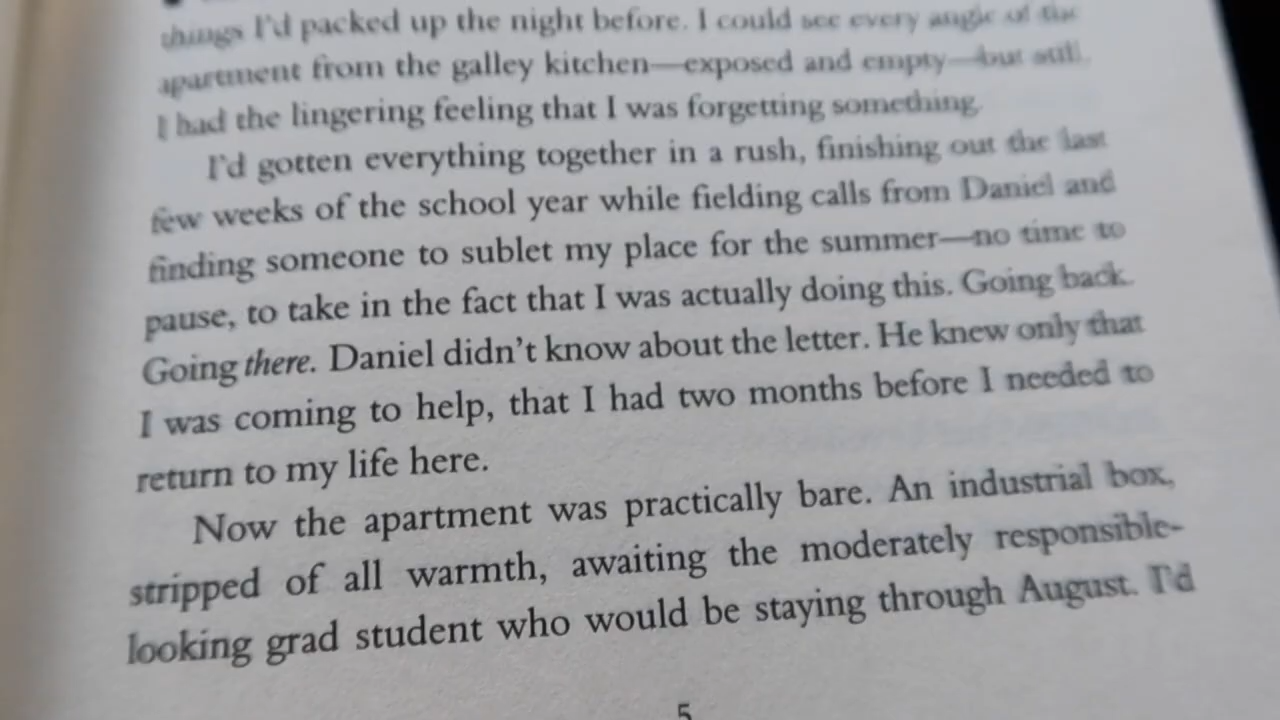 things I'd packed up the night before. I could see every angle of the
apartment from the galley kitchen—exposed and empty—but still,
I had the lingering feeling that I was forgetting something.
I'd gotten everything together in a rush, finishing out the last
few weeks of the school year while fielding calls from Daniel and
finding someone to sublet my place for the summer—no time to
pause, to take in the fact that I was actually doing this. Going back.
Going there. Daniel didn't know about the letter. He knew only that
I was coming to help, that I had two months before I needed to
return to my life here.
Now the apartment was practically bare. An industrial box,
stripped of all warmth, awaiting the moderately responsible-
looking grad student who would be staying through August. I'd
5